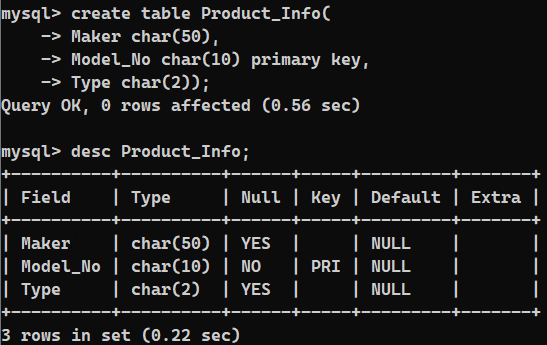 mysql> create table Product_Info(
    -> Maker char(50),
    -> Model_No char(10) primary key,
    -> Type char(2));
Query OK, 0 rows affected (0.56 sec)

mysql> desc Product_Info;
+----------+----------+------+-----+---------+-------+
| Field    | Type     | Null | Key | Default | Extra |
+----------+----------+------+-----+---------+-------+
| Maker    | char(50) | YES  |     | NULL    |       |
| Model_No | char(10) | NO   | PRI | NULL    |       |
| Type     | char(2)  | YES  |     | NULL    |       |
+----------+----------+------+-----+---------+-------+
3 rows in set (0.22 sec)